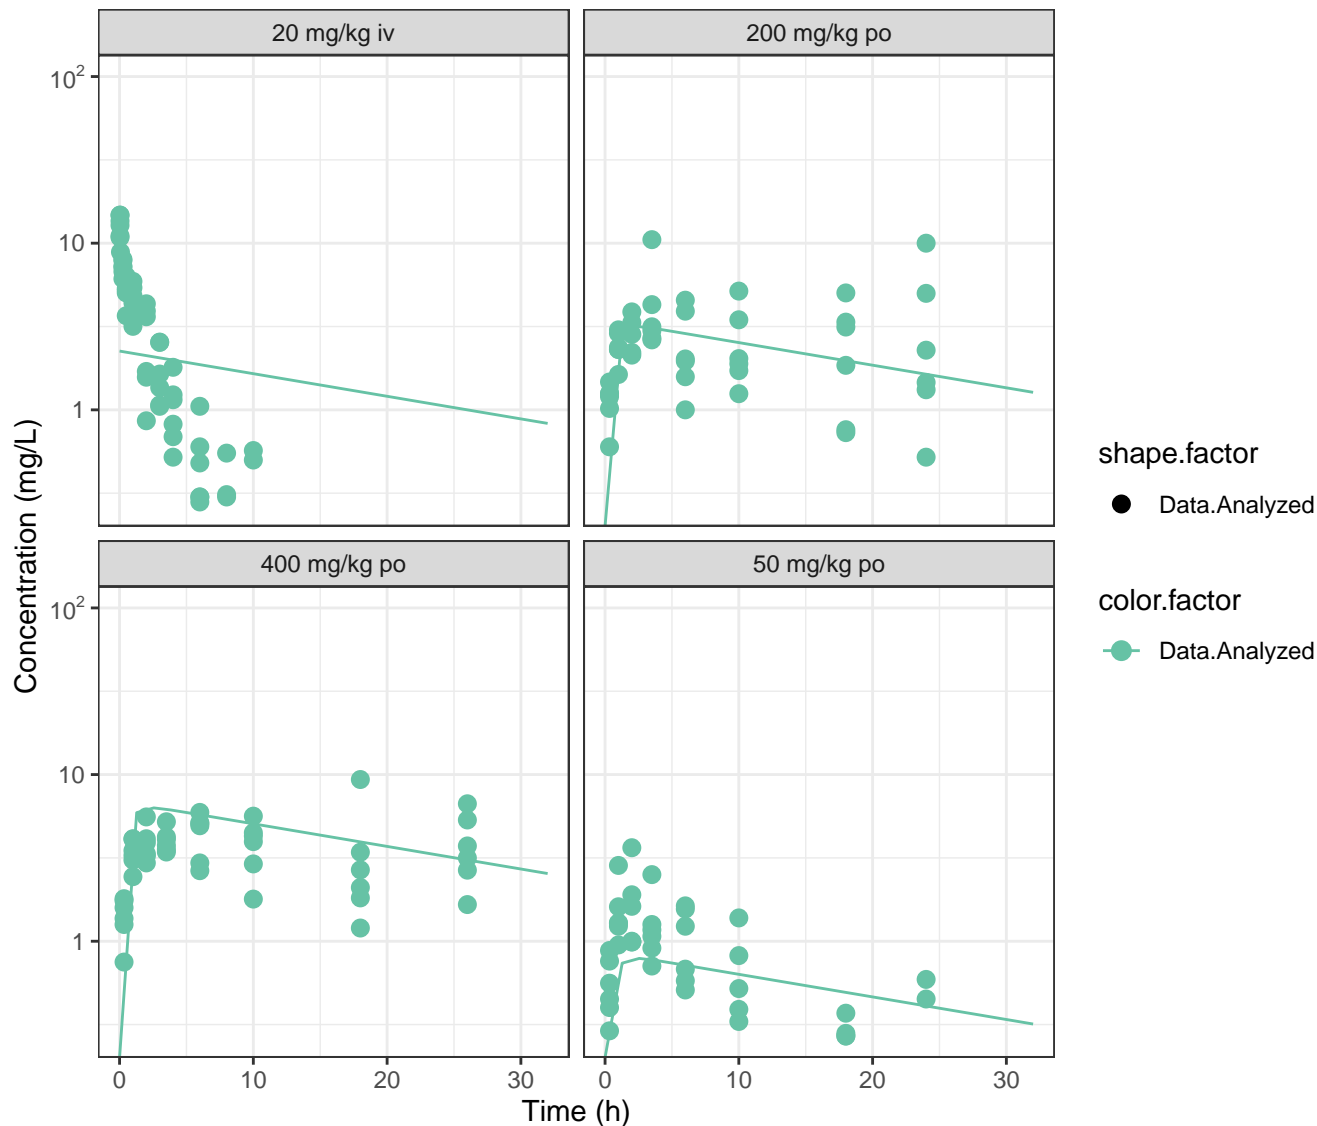 20 mg/kg iv
200 mg/kg po
10²
10
1
400 mg/kg po
50 mg/kg po
10²
10
1
0
10
20
30
0
10
20
30
Time (h)
Concentration (mg/L)
shape.factor
Data.Analyzed
color.factor
Data.Analyzed